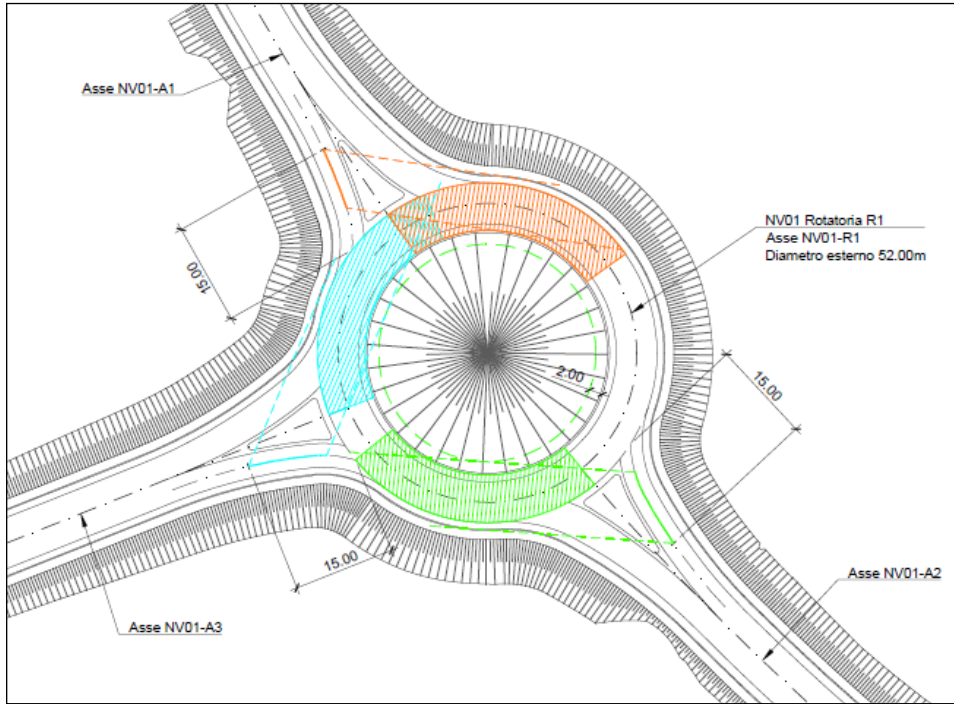 Asse NV01-A1
NV01 Rotatoria R1
Asse NV01-R1
Diametro esterno 52.00m
15.00
2.00
15.00
15.00
Asse NV01-A2
Asse NV01-A3